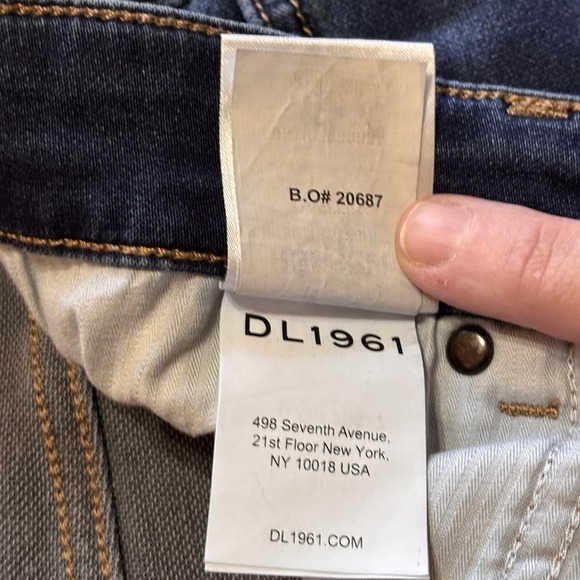 B.O# 20687
DL1961
498 Seventh Avenue,
21st Floor New York,
NY 10018 USA
DL1961.COM